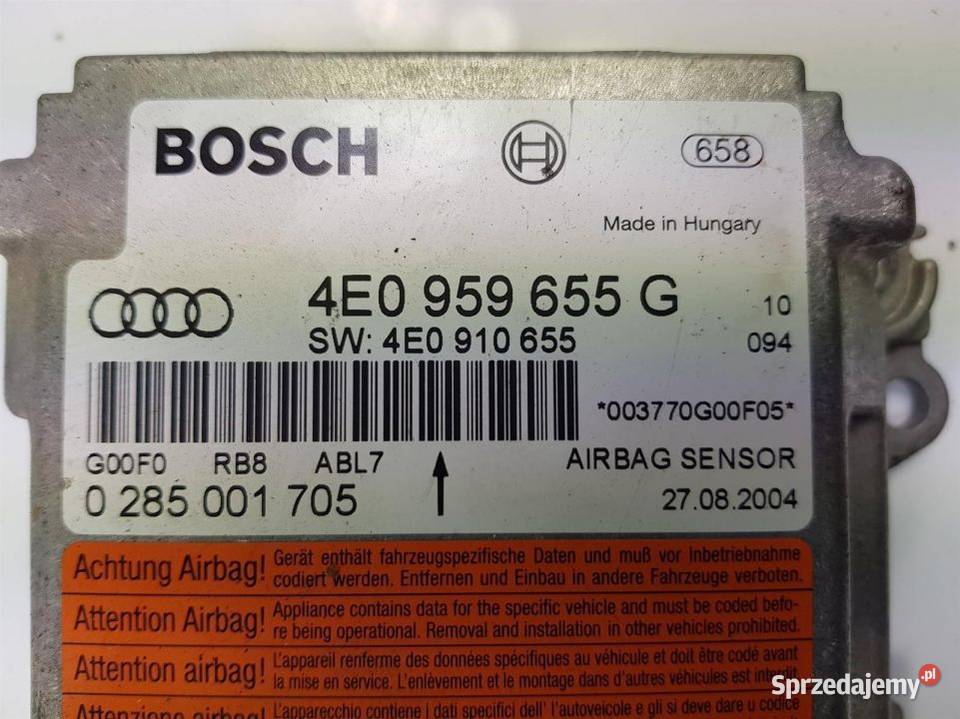 BOSCH
658
Made in Hungary
4E0 959 655 G
10
SW: 4E0 910 655
094
*003770G00F05*
G00F0 RB8 ABL7
AIRBAG SENSOR
0 285 001 705
27.08.2004
Achtung Airbag!
Gerät enthält fahrzeugspezifische Daten und muß vor Inbetriebnahme
codiert werden. Entfernen und Einbau in andere Fahrzeuge verboten.
Attention Airbag!
Appliance contains data for the specific vehicle and must be coded befo-
re being operational. Removal and installation in other vehicles prohibited.
Attention airbag!
L'appareil renferme des données spécifiques au véhicule et doit être codé avant
la mise en service. L'enlèvement et le montage dans d'autres véhicules est interdit
Attenzione airbag!
L'apparecchio contiene i dati specifici dell' l'autoveicolo e gli si deve dare u codice
Sprzedajemy.pl